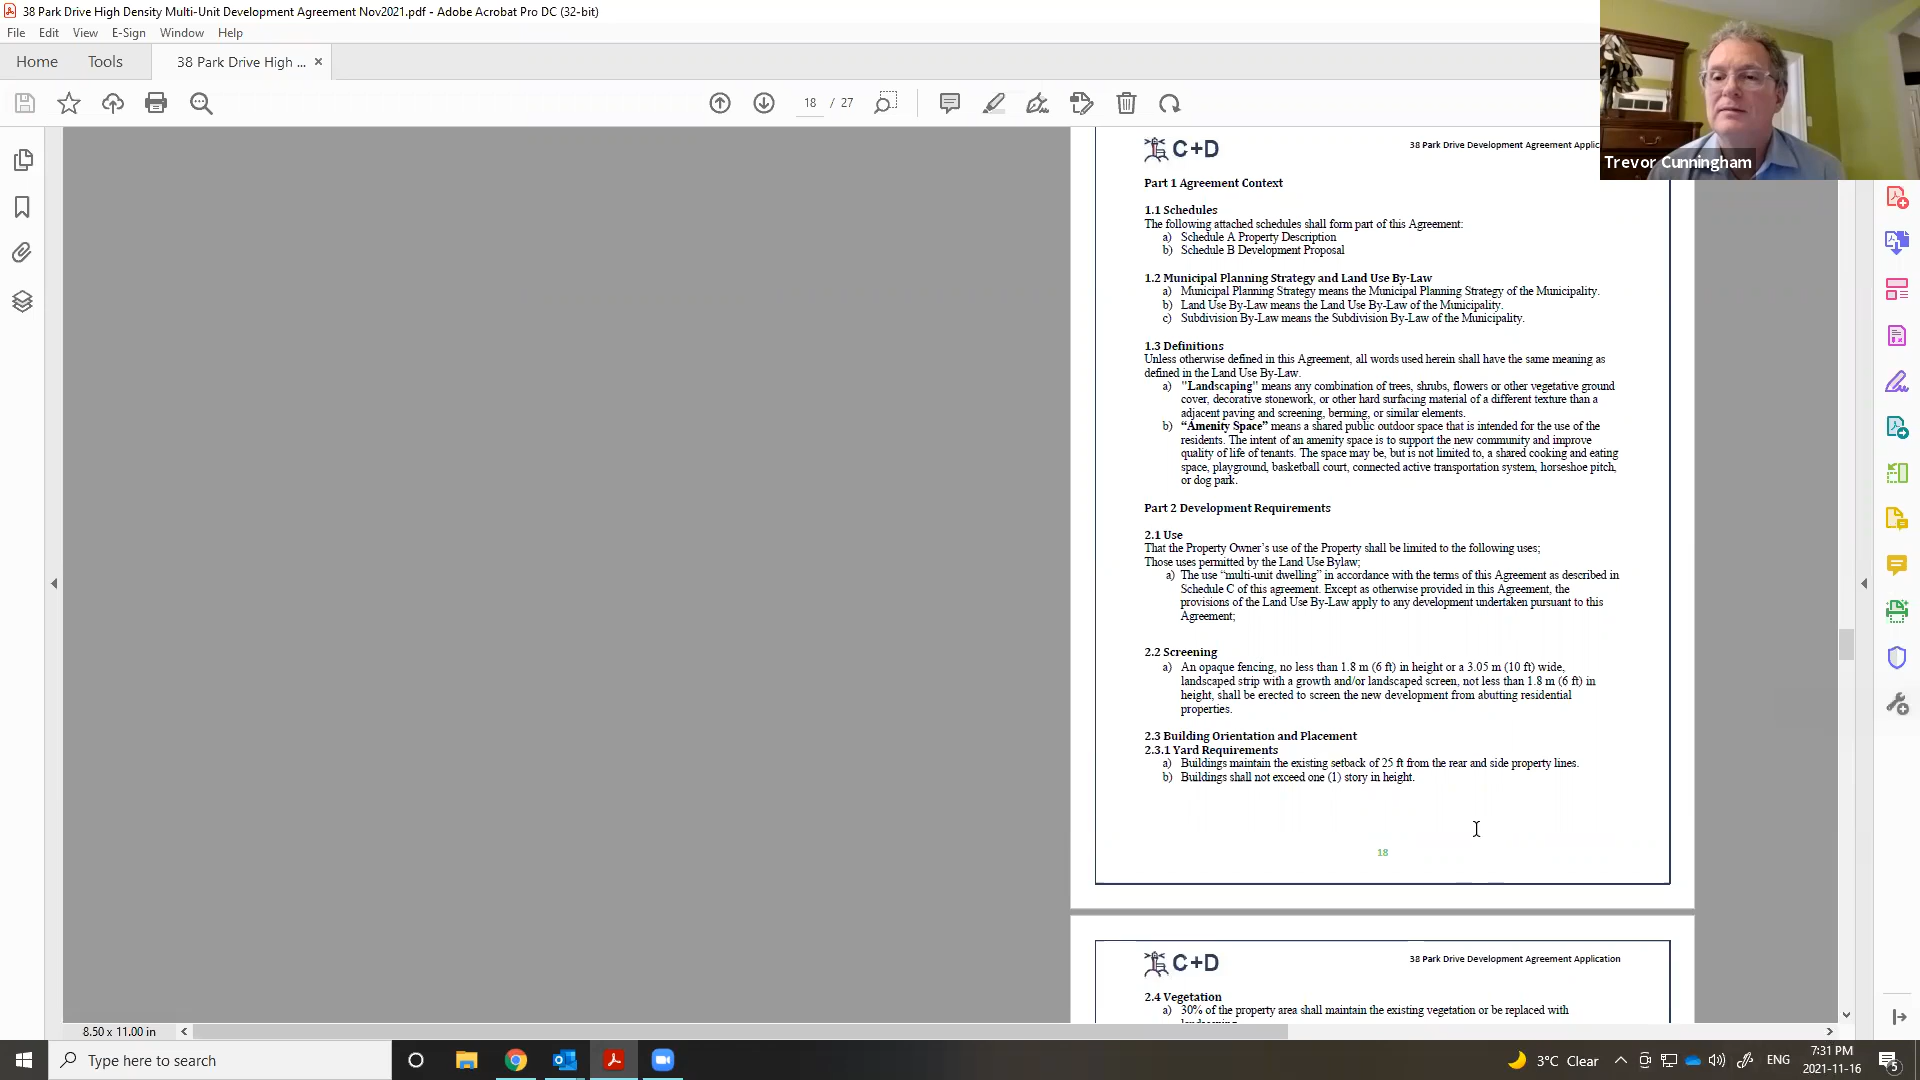 38 Park Drive High Density Multi-Unit Development Agreement Nov2021.pdf - Adobe Acrobat Pro DC (32-bit)
File Edit View E-Sign Window Help
Home Tools 38 Park Drive High ... ×
18 / 27
Trevor Cunningham
C+D
38 Park Drive Development Agreement
Part 1 Agreement Context
1.1 Schedules
The following attached schedules shall form part of this Agreement:
a) Schedule A Property Description
b) Schedule B Development Proposal
1.2 Municipal Planning Strategy and Land Use By-Law
a) Municipal Planning Strategy means the Municipal Planning Strategy of the Municipality.
b) Land Use By-Law means the Land Use By-Law of the Municipality.
c) Subdivision By-Law means the Subdivision By-Law of the Municipality.
1.3 Definitions
Unless otherwise defined in this Agreement, all words used herein shall have the same meaning as
defined in the Land Use By-Law.
a) "Landscaping" means any combination of trees, shrubs, flowers or other vegetative ground
cover, decorative stonework, or other hard surfacing material of a different texture than a
adjacent paving and screening, berming, or similar elements.
b) “Amenity Space” means a shared public outdoor space that is intended for the use of the
residents. The intent of an amenity space is to support the new community and improve
quality of life of tenants. The space may be, but is not limited to, a shared cooking and eating
space, playground, basketball court, connected active transportation system, horseshoe pitch,
or dog park.
Part 2 Development Requirements
2.1 Use
That the Property Owner’s use of the Property shall be limited to the following uses;
Those uses permitted by the Land Use Bylaw;
a) The use “multi-unit dwelling” in accordance with the terms of this Agreement as described in
Schedule C of this agreement. Except as otherwise provided in this Agreement, the
provisions of the Land Use By-Law apply to any development undertaken pursuant to this
Agreement;
2.2 Screening
a) An opaque fencing, no less than 1.8 m (6 ft) in height or a 3.05 m (10 ft) wide,
landscaped strip with a growth and/or landscaped screen, not less than 1.8 m (6 ft) in
height, shall be erected to screen the new development from abutting residential
properties.
2.3 Building Orientation and Placement
2.3.1 Yard Requirements
a) Buildings maintain the existing setback of 25 ft from the rear and side property lines.
b) Buildings shall not exceed one (1) story in height.
18
C+D
38 Park Drive Development Agreement Application
2.4 Vegetation
a) 30% of the property area shall maintain the existing vegetation or be replaced with
8.50 x 11.00 in
Type here to search
3°C Clear
ENG
7:31 PM
2021-11-16
5